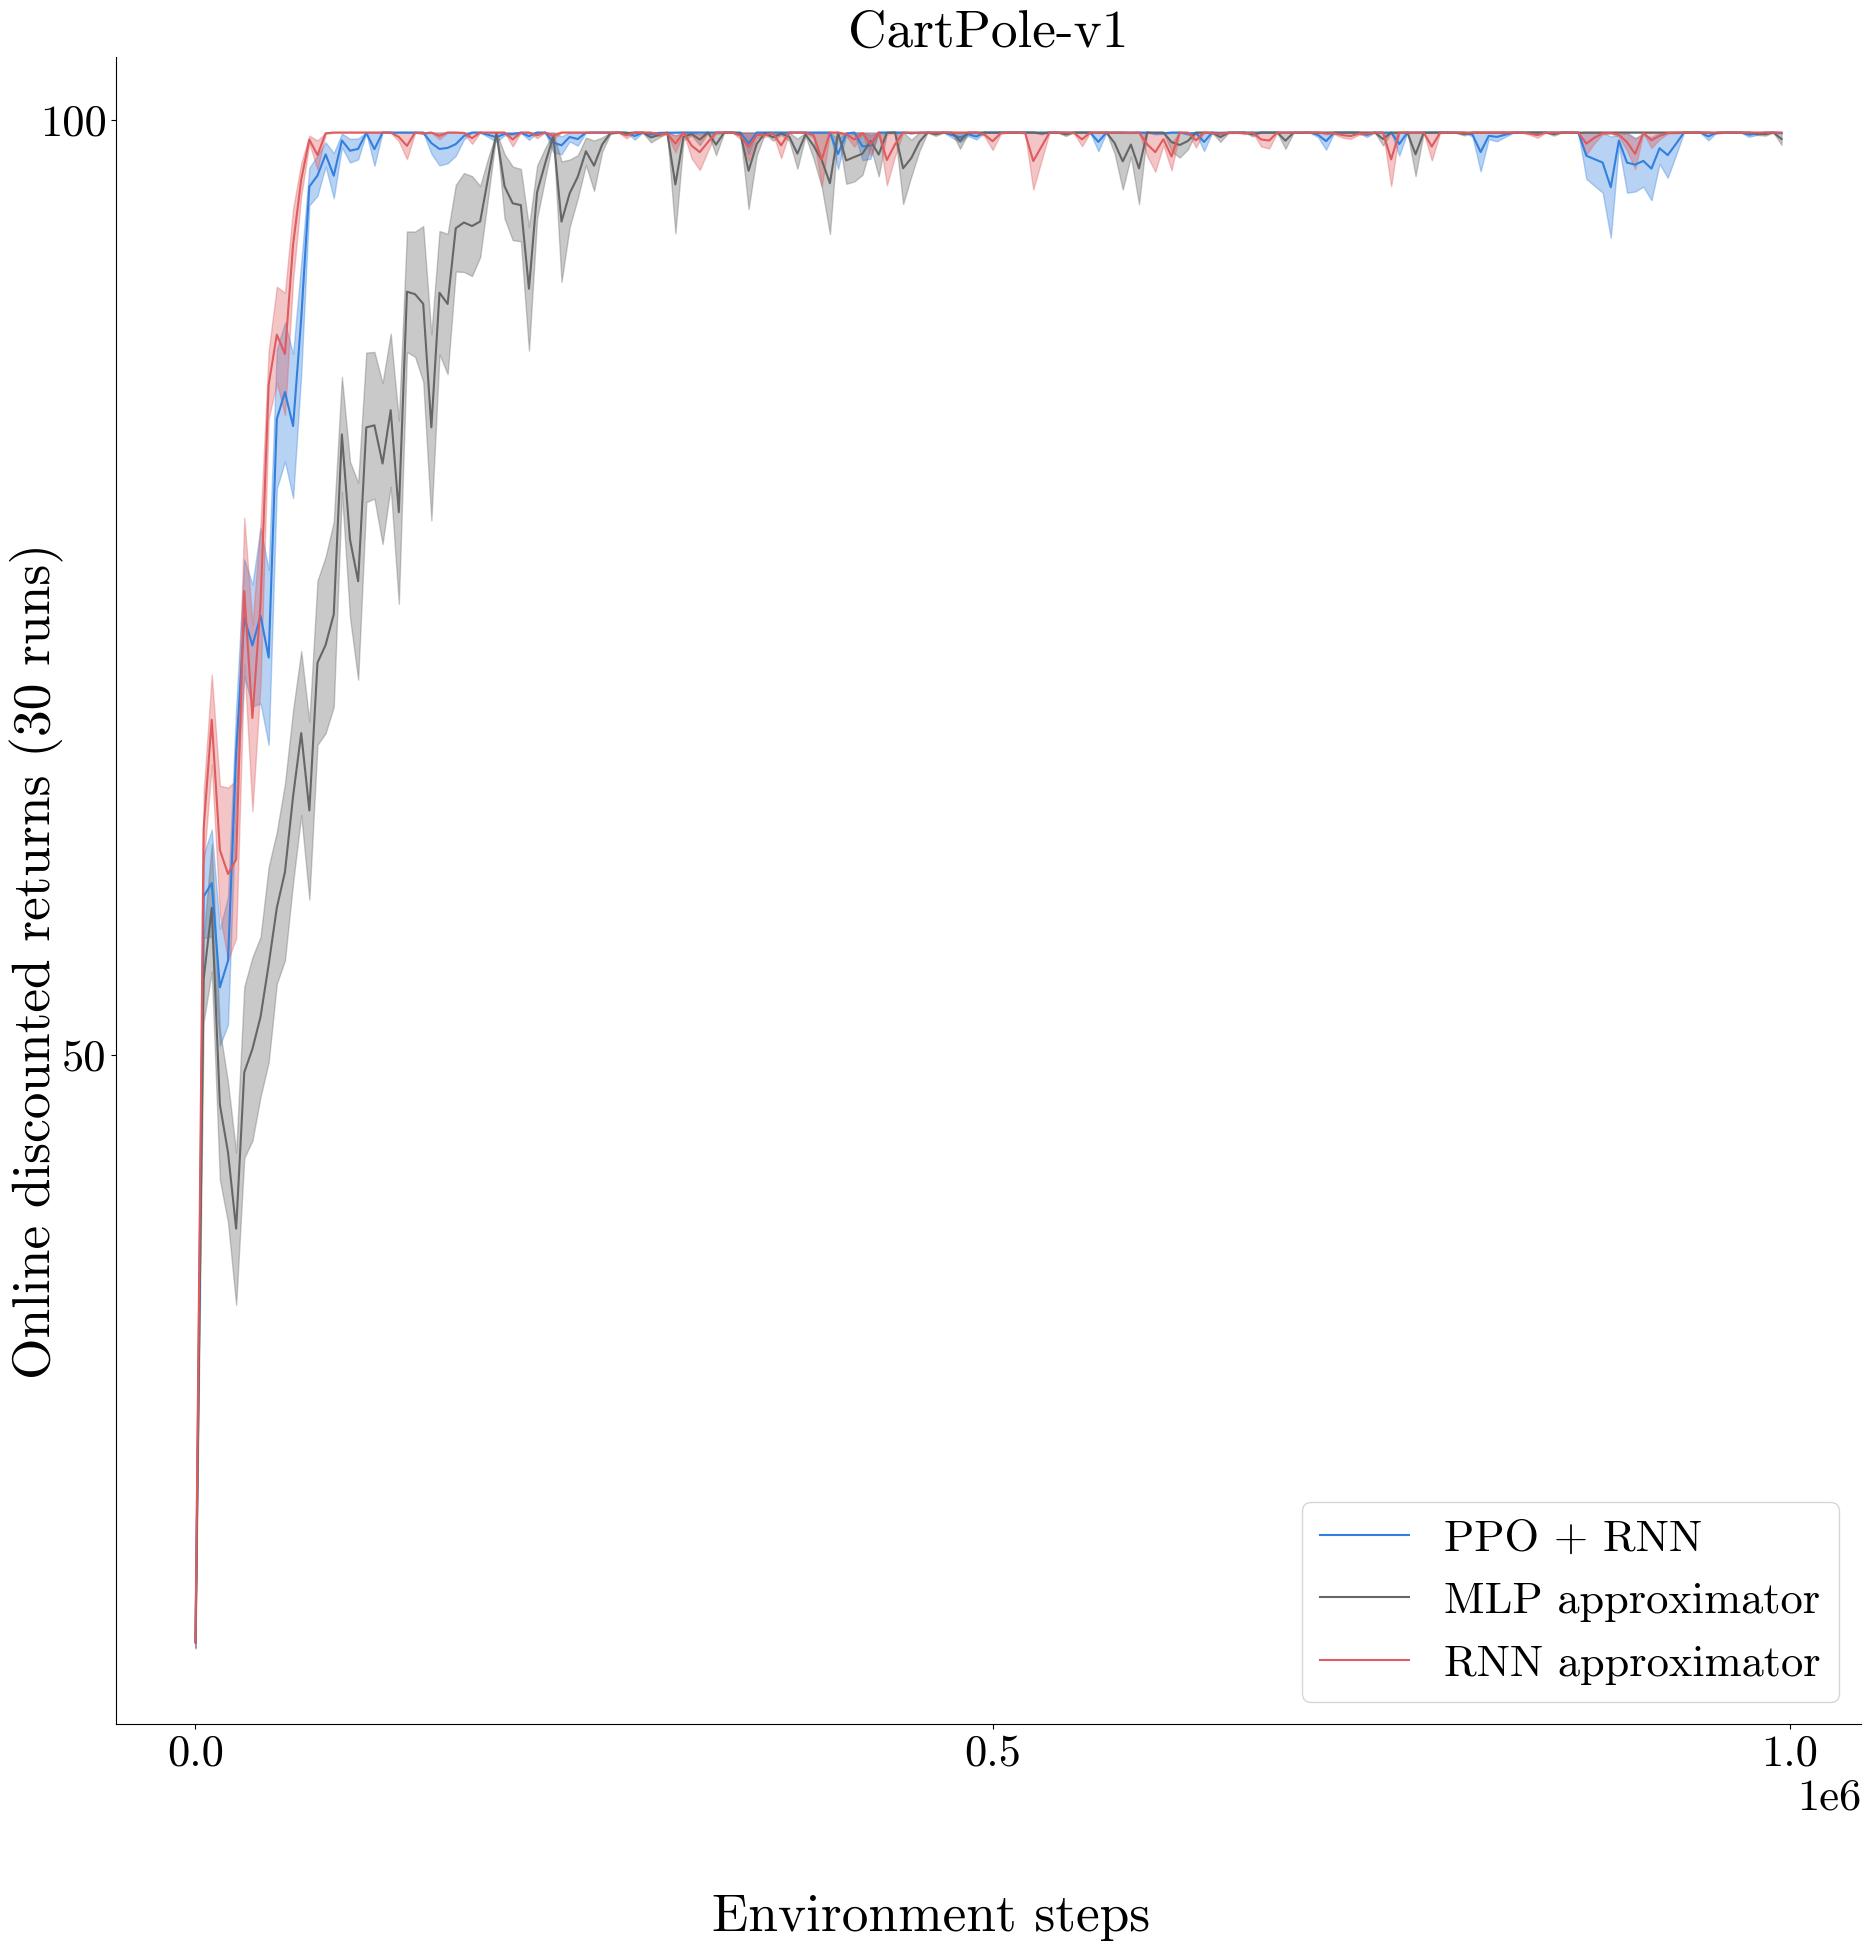 CartPole-v1
100
50
Online discounted returns (30 runs)
PPO + RNN
MLP approximator
RNN approximator
0.0
0.5
1.0
1e6
Environment steps